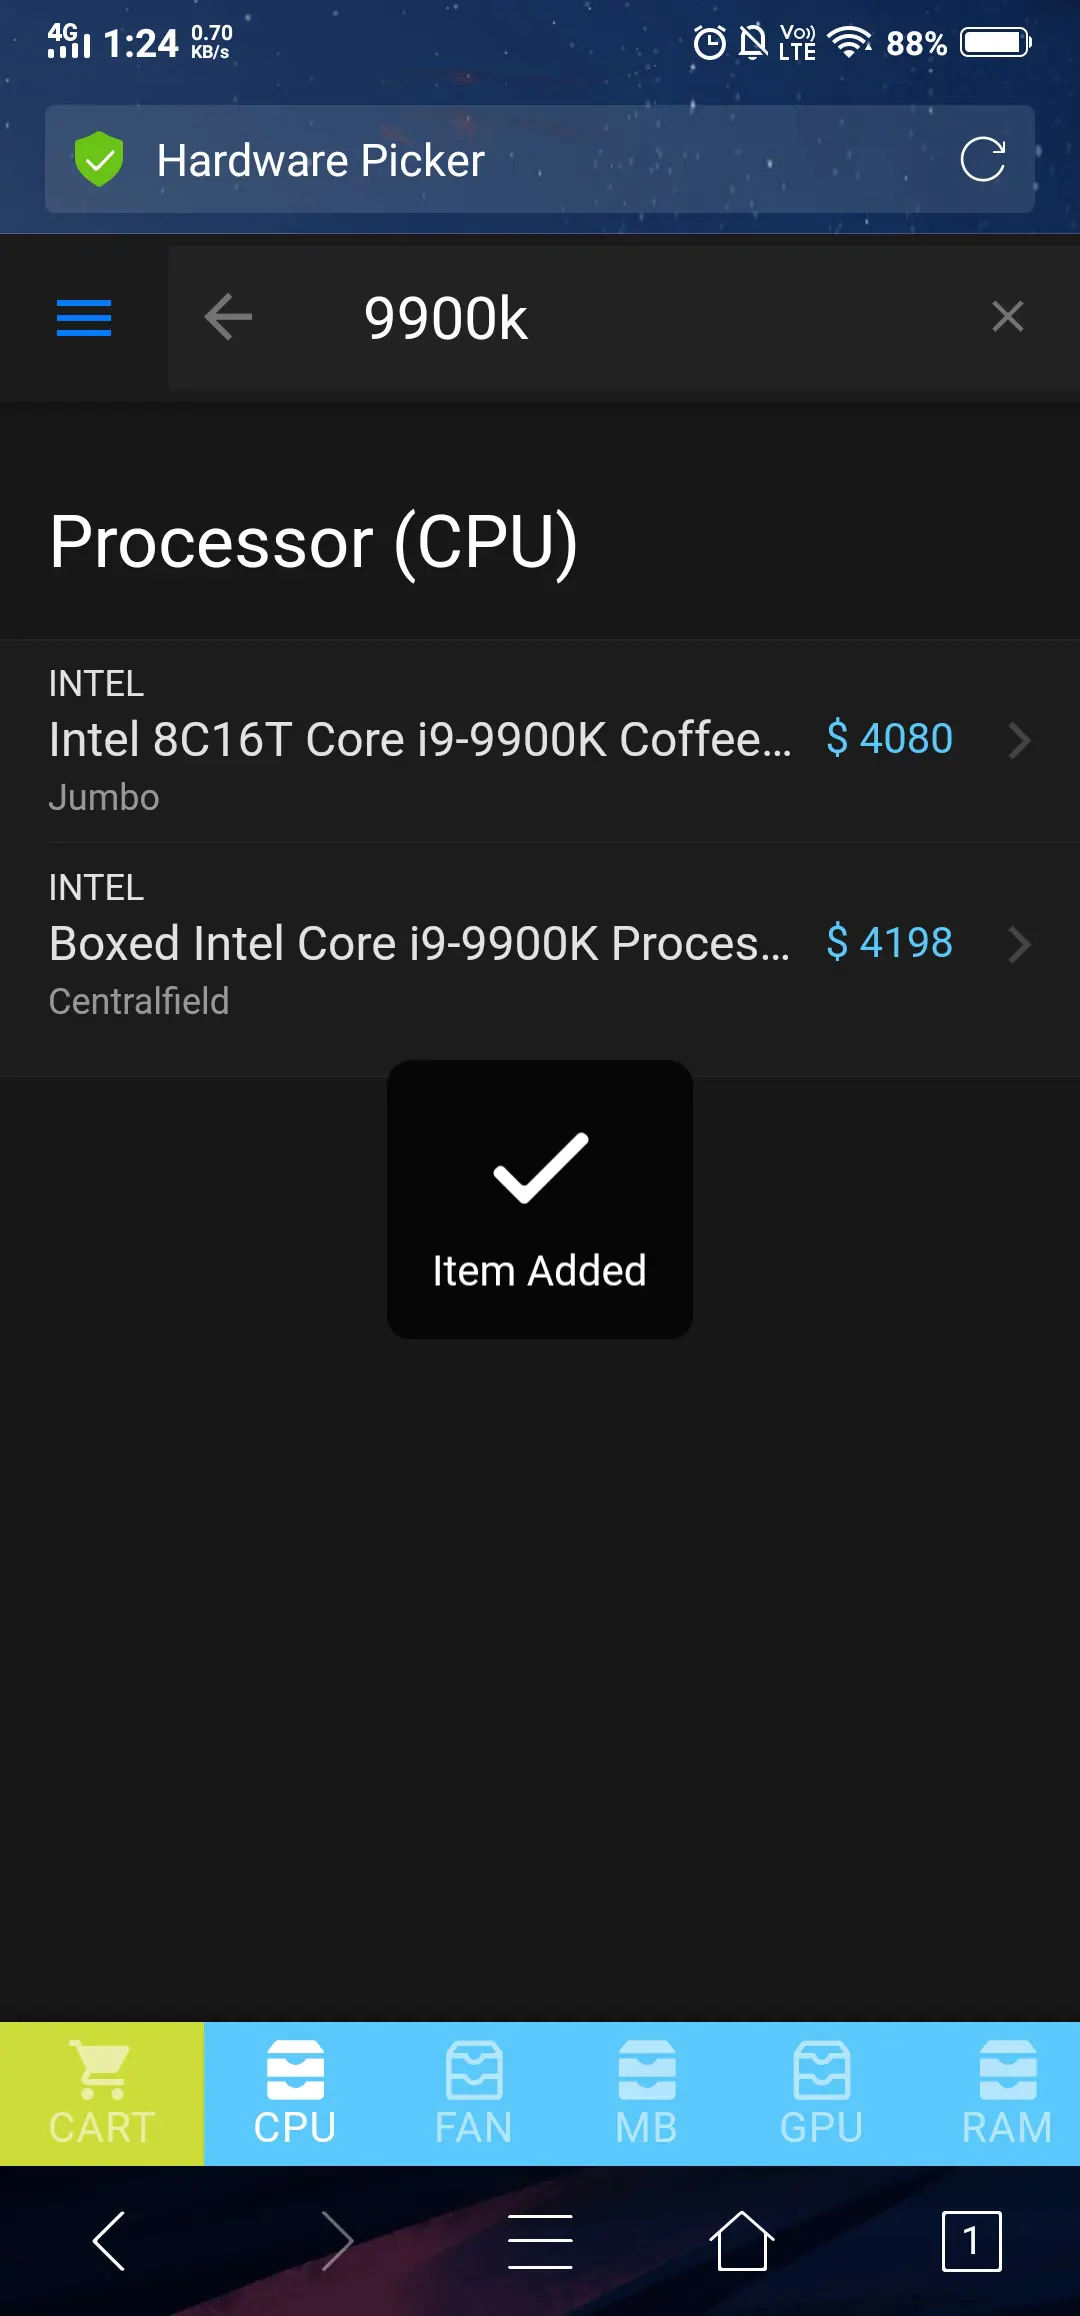 4G 1:24 0.70 KB/s Vo)) LTE 88%
Hardware Picker
9900k
Processor (CPU)
INTEL
Intel 8C16T Core i9-9900K Coffee... $ 4080
Jumbo
INTEL
Boxed Intel Core i9-9900K Proces... $ 4198
Centralfield
Item Added
CART CPU FAN MB GPU RAM
1